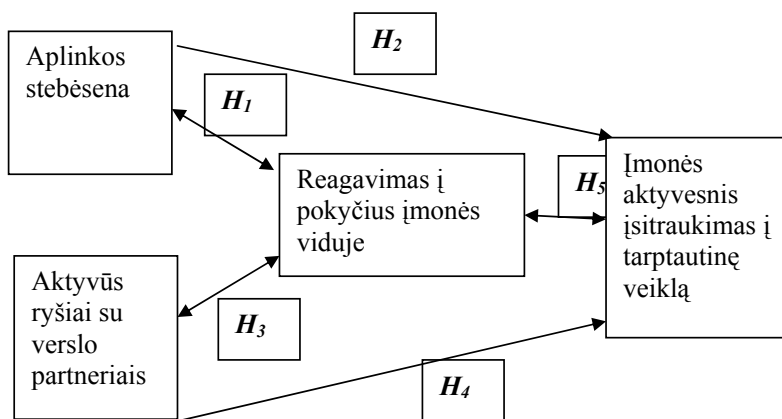 Aplinkos
stebėsena
H1
H2
Reagavimas į
pokyčius įmonės
viduje
H5
Įmonės
aktyvesnis
įsitraukimas į
tarptautinę
veiklą
Aktyvūs
ryšiai su
verslo
partneriais
H3
H4